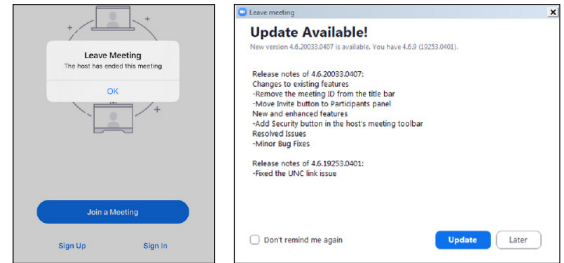 Leave Meeting
The host has ended this meeting
OK
Join a Meeting
Sign Up
Sign In
Leave meeting
Update Available!
New version 4.6.20033.0407 is available. You have 4.6.9 (19253.0401).
Release notes of 4.6.20033.0407:
Changes to existing features
-Remove the meeting ID from the title bar
-Move Invite button to Participants panel
New and enhanced features
-Add Security button in the host's meeting toolbar
Resolved Issues
-Minor Bug Fixes
Release notes of 4.6.19253.0401:
-Fixed the UNC link issue
Don't remind me again
Update
Later